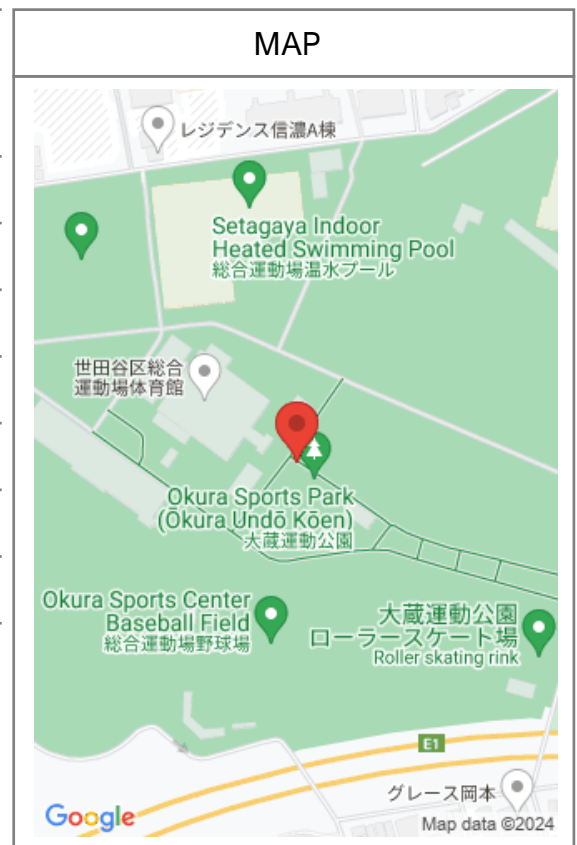 MAP
レジデンス信濃A棟
Setagaya Indoor
Heated Swimming Pool
総合運動場温水プール
世田谷区総合
運動場体育館
Okura Sports Park
(Ōkura Undō Kōen)
大蔵運動公園
Okura Sports Center
Baseball Field
総合運動場野球場
大蔵運動公園
ローラースケート場
Roller skating rink
E1
グレース岡本
Google
Map data ©2024